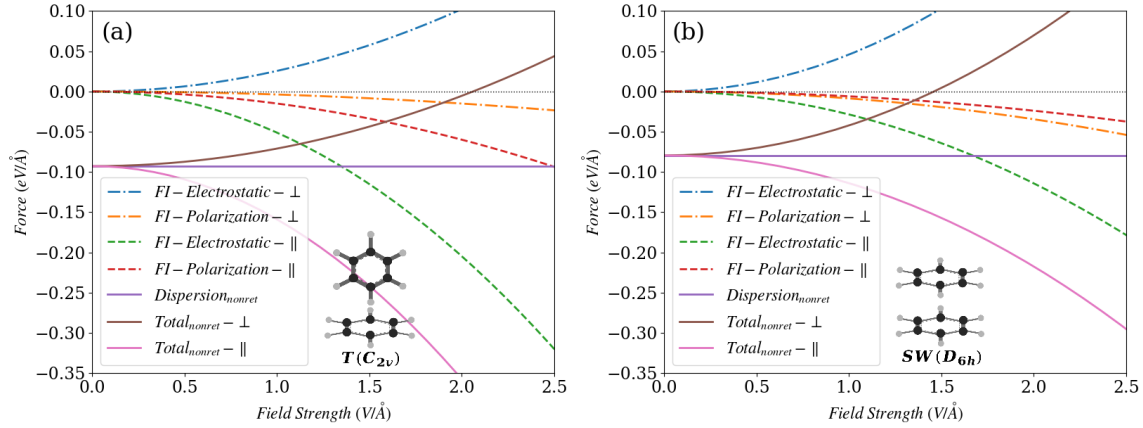 (a)
0.10
0.05
0.00
−0.05
−0.10
−0.15
−0.20
−0.25
−0.30
−0.35
Force (eV/Å)
FI − Electrostatic − ⊥
FI − Polarization − ⊥
FI − Electrostatic − ∥
FI − Polarization − ∥
Dispersion_nonret
Total_nonret − ⊥
Total_nonret − ∥
T(C_2v)
0.0 0.5 1.0 1.5 2.0 2.5
Field Strength (V/Å)
(b)
0.10
0.05
0.00
−0.05
−0.10
−0.15
−0.20
−0.25
−0.30
−0.35
Force (eV/Å)
FI − Electrostatic − ⊥
FI − Polarization − ⊥
FI − Electrostatic − ∥
FI − Polarization − ∥
Dispersion_nonret
Total_nonret − ⊥
Total_nonret − ∥
SW(D_6h)
0.0 0.5 1.0 1.5 2.0 2.5
Field Strength (V/Å)